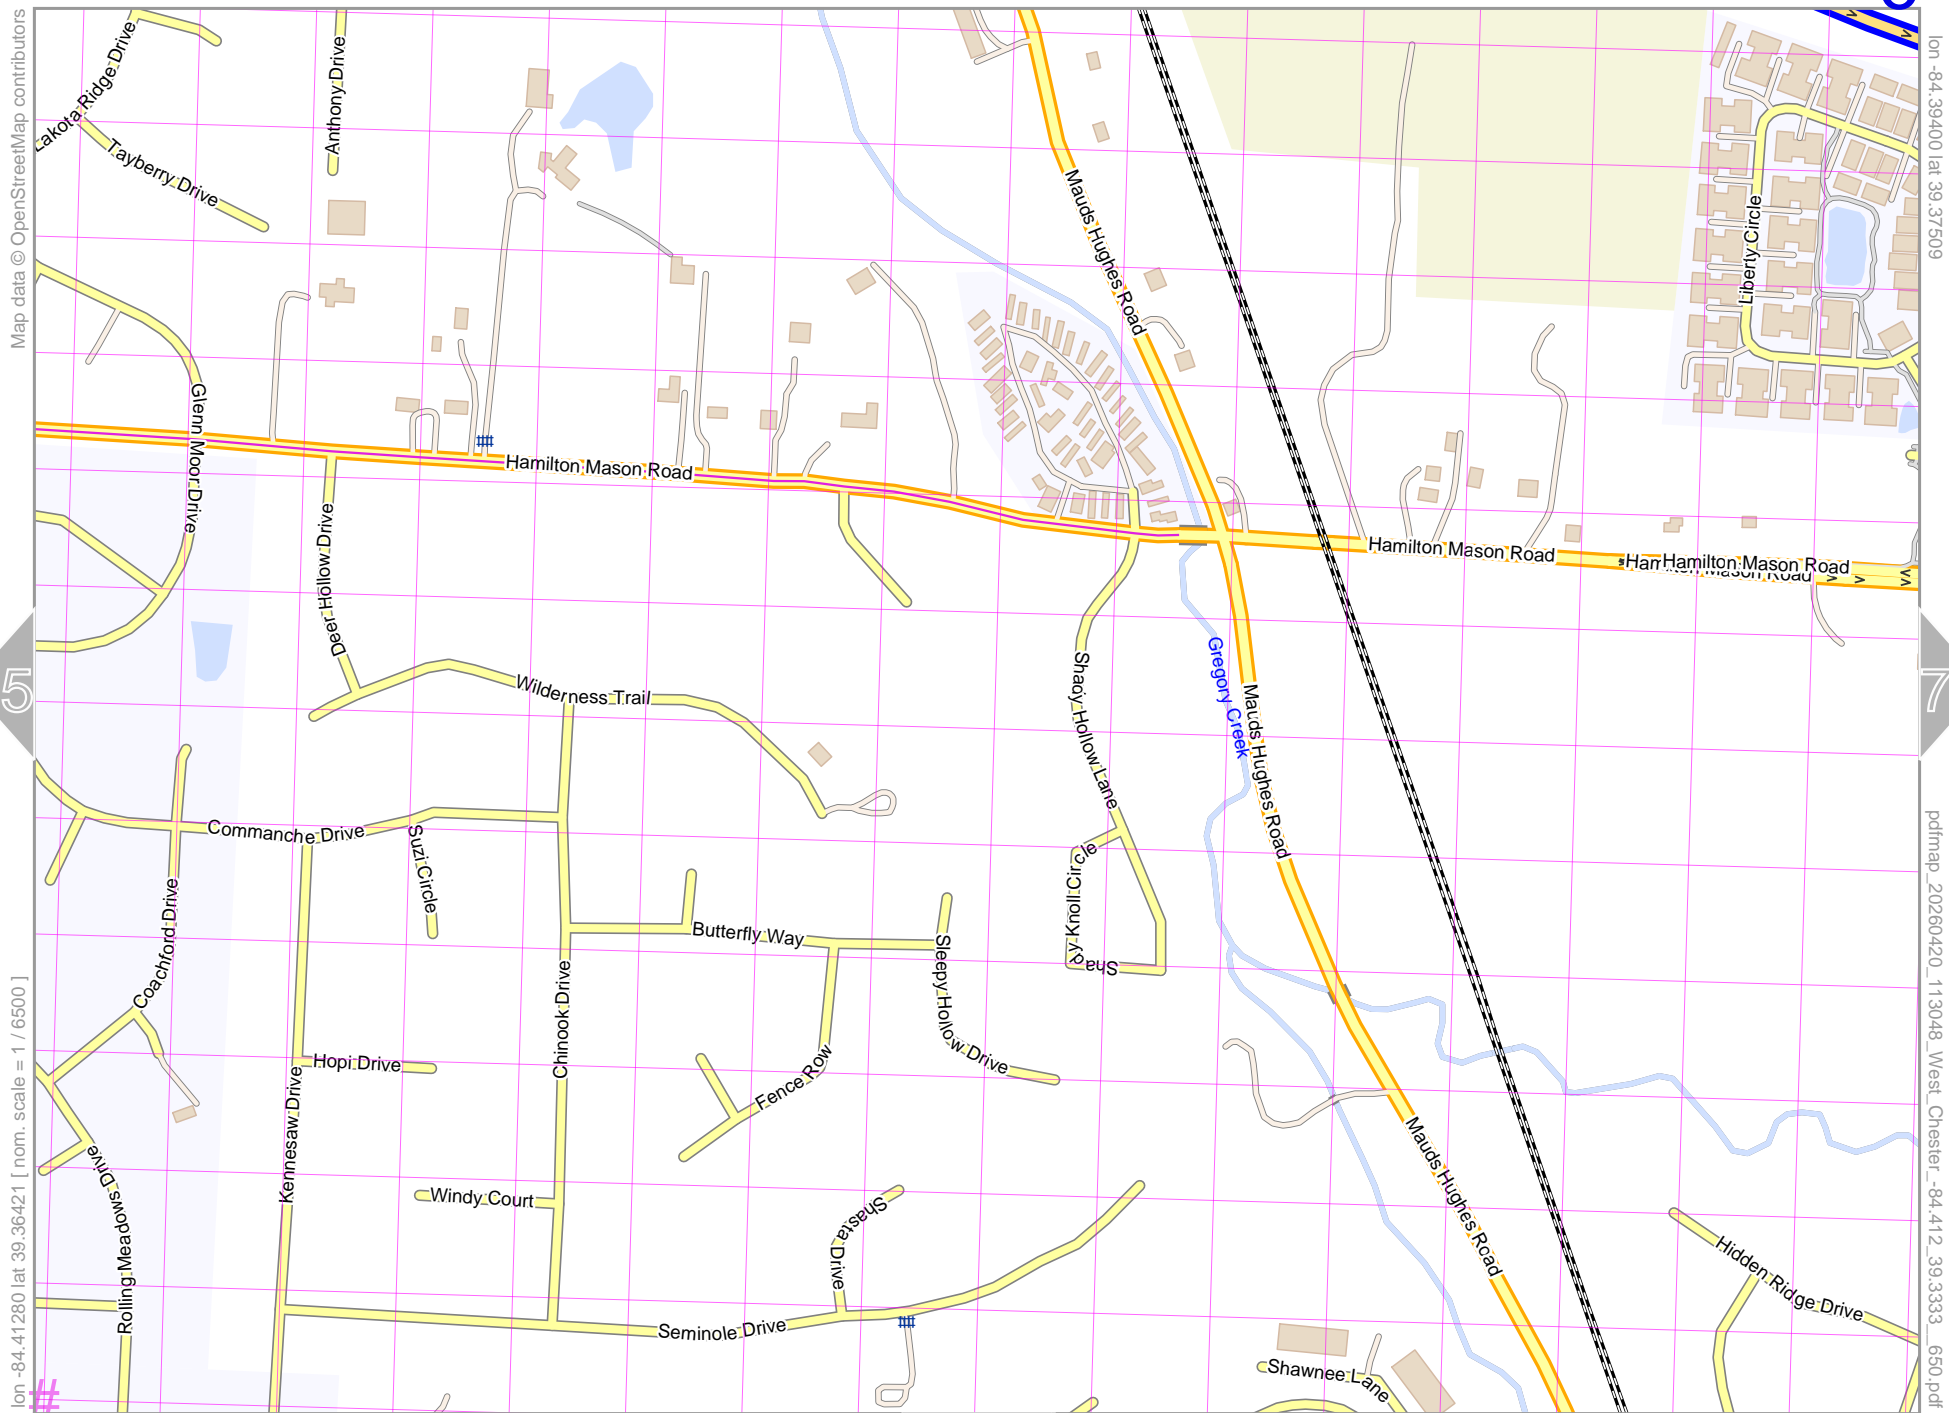 Map data © OpenStreetMap contributors
lon -84.41280 lat 39.36421 [ nom. scale = 1 / 6500 ]
lon -84.39400 lat 39.37509
pdfmap_20260420_113048_West_Chester_-84.412_39.3333__650.pdf
5
7
#
Lakota Ridge Drive
Tayberry Drive
Anthony Drive
Mauds Hughes Road
Liberty Circle
Glenn Moor Drive
Hamilton Mason Road
Hamilton Mason Road
Hamilton Mason Road
Hamilton Mason Road
Deer Hollow Drive
Wilderness Trail
Shady Hollow Lane
Gregory Creek
Mauds Hughes Road
Commanche Drive
Suzi Circle
Coachford Drive
Shady Knoll Circle
Butterfly Way
Sleepy Hollow Drive
Chinook Drive
Fence Row
Hopi Drive
Kennesaw Drive
Windy Court
Shasta Drive
Rolling Meadows Drive
Seminole Drive
Mauds Hughes Road
Hidden Ridge Drive
Shawnee Lane